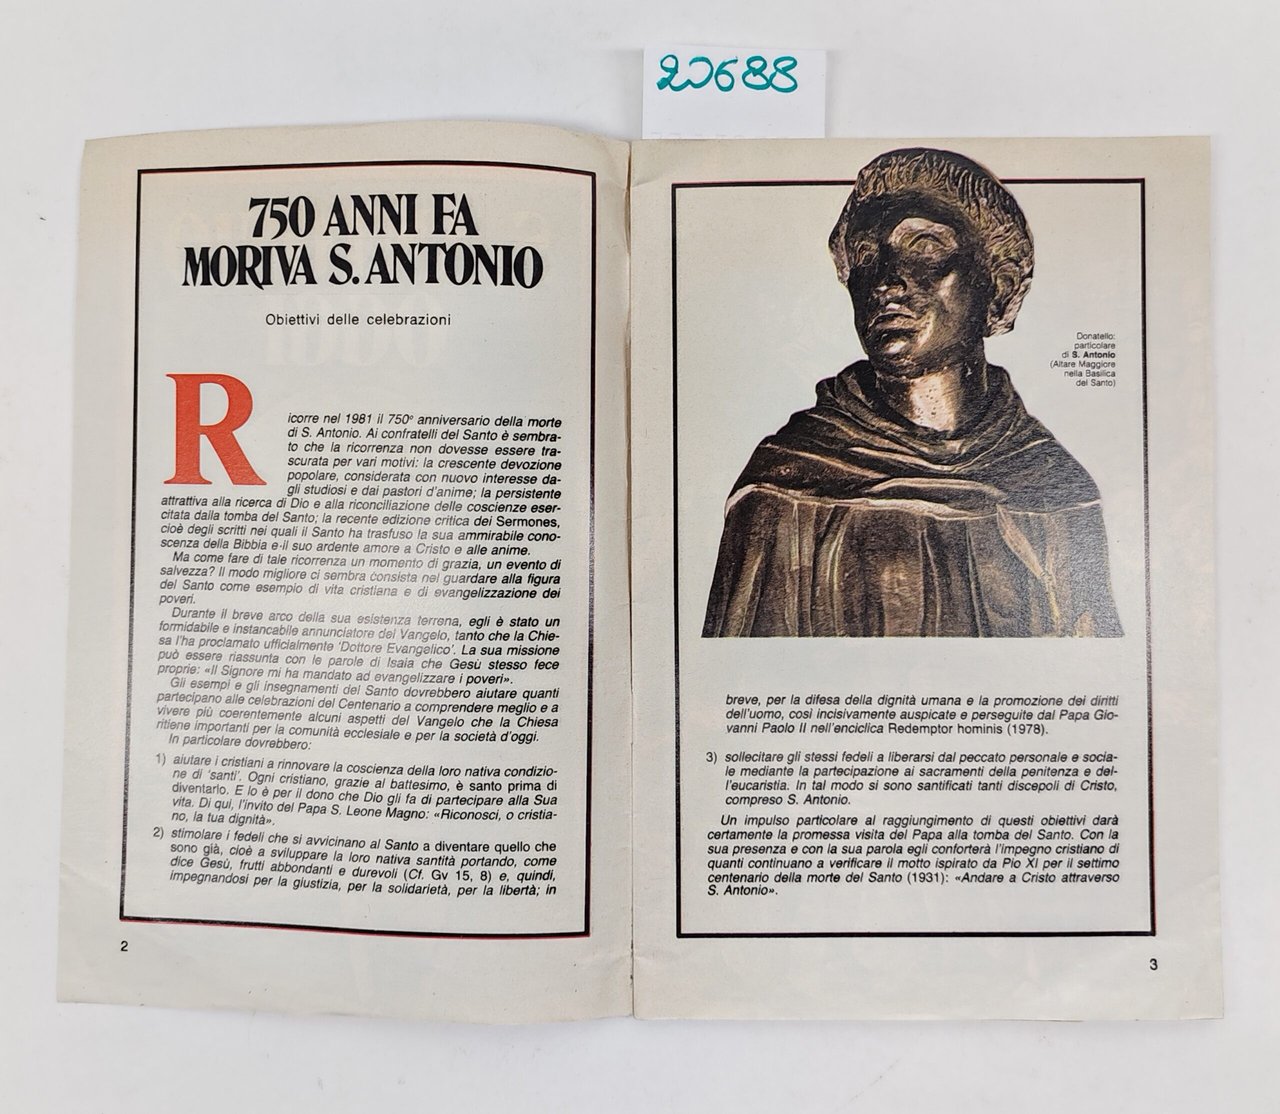 20688
750 ANNI FA
MORIVA S. ANTONIO
Obiettivi delle celebrazioni
Ricorre nel 1981 il 750° anniversario della morte
di S. Antonio. Ai confratelli del Santo è sembra-
to che la ricorrenza non dovesse essere tra-
scurata per vari motivi: la crescente devozione
popolare, considerata con nuovo interesse da-
gli studiosi e dai pastori d'anime; la persistente
attrattiva alla ricerca di Dio e alla riconciliazione delle coscienze eser-
citata dalla tomba del Santo; la recente edizione critica dei Sermones,
cioè degli scritti nei quali il Santo ha trasfuso la sua ammirabile cono-
scenza della Bibbia e il suo ardente amore a Cristo e alle anime.
Ma come fare di tale ricorrenza un momento di grazia, un evento di
salvezza? Il modo migliore ci sembra consista nel guardare alla figura
del Santo come esempio di vita cristiana e di evangelizzazione dei
poveri.
Durante il breve arco della sua esistenza terrena, egli è stato un
formidabile e instancabile annunciatore del Vangelo, tanto che la Chie-
sa l'ha proclamato ufficialmente 'Dottore Evangelico'. La sua missione
può essere riassunta con le parole di Isaia che Gesù stesso fece
proprie: «Il Signore mi ha mandato ad evangelizzare i poveri».
Gli esempi e gli insegnamenti del Santo dovrebbero aiutare quanti
partecipano alle celebrazioni del Centenario a comprendere meglio e a
vivere più coerentemente alcuni aspetti del Vangelo che la Chiesa
ritiene importanti per la comunità ecclesiale e per la società d'oggi.
In particolare dovrebbero:
1) aiutare i cristiani a rinnovare la coscienza della loro nativa condizio-
ne di 'santi'. Ogni cristiano, grazie al battesimo, è santo prima di
diventarlo. E lo è per il dono che Dio gli fa di partecipare alla Sua
vita. Di qui, l'invito del Papa S. Leone Magno: «Riconosci, o cristia-
no, la tua dignità».
2) stimolare i fedeli che si avvicinano al Santo a diventare quello che
sono già, cioè a sviluppare la loro nativa santità portando, come
dice Gesù, frutti abbondanti e durevoli (Cf. Gv 15, 8) e, quindi,
impegnandosi per la giustizia, per la solidarietà, per la libertà; in
2
Donatello:
particolare
di S. Antonio
(Altare Maggiore
nella Basilica
del Santo)
breve, per la difesa della dignità umana e la promozione dei diritti
dell'uomo, così incisivamente auspicate e perseguite dal Papa Gio-
vanni Paolo II nell'enciclica Redemptor hominis (1978).
3) sollecitare gli stessi fedeli a liberarsi dal peccato personale e socia-
le mediante la partecipazione ai sacramenti della penitenza e del-
l'eucaristia. In tal modo si sono santificati tanti discepoli di Cristo,
compreso S. Antonio.
Un impulso particolare al raggiungimento di questi obiettivi darà
certamente la promessa visita del Papa alla tomba del Santo. Con la
sua presenza e con la sua parola egli conforterà l'impegno cristiano di
quanti continuano a verificare il motto ispirato da Pio XI per il settimo
centenario della morte del Santo (1931): «Andare a Cristo attraverso
S. Antonio».
3